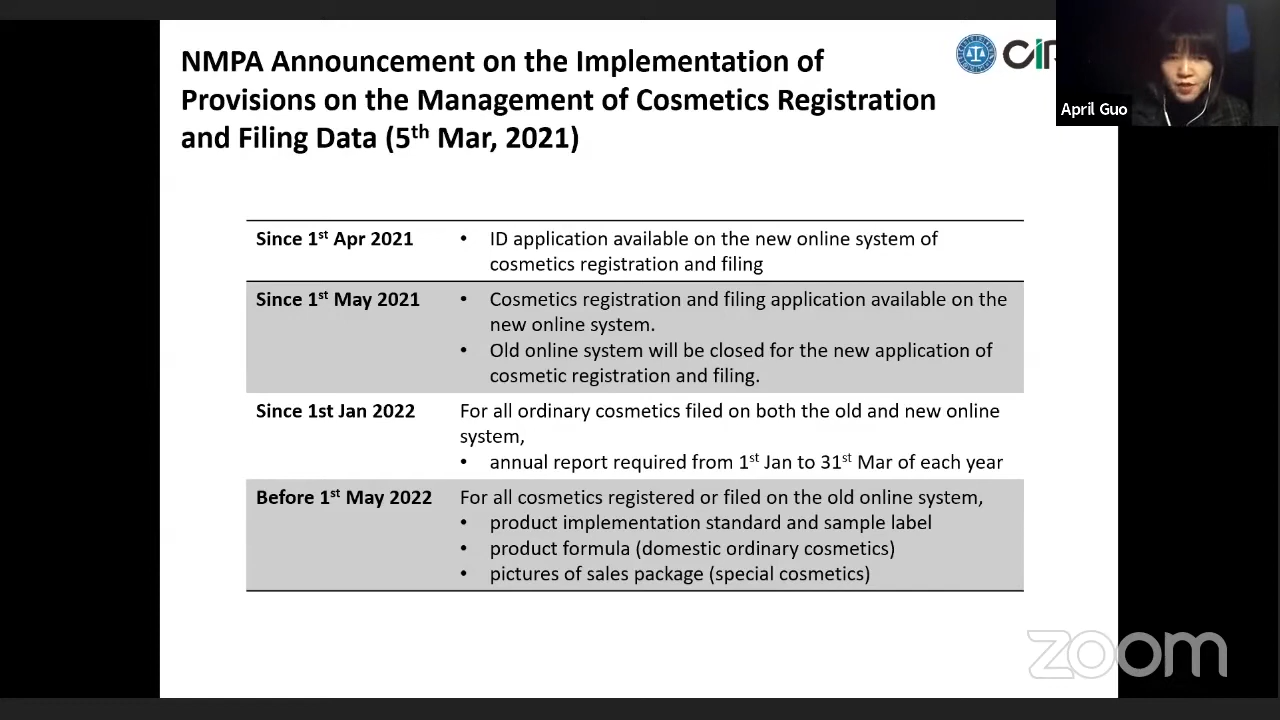 NMPA Announcement on the Implementation of
Provisions on the Management of Cosmetics Registration
and Filing Data (5th Mar, 2021)
April Guo
Since 1st Apr 2021
• ID application available on the new online system of
cosmetics registration and filing
Since 1st May 2021
• Cosmetics registration and filing application available on the
new online system.
• Old online system will be closed for the new application of
cosmetic registration and filing.
Since 1st Jan 2022
For all ordinary cosmetics filed on both the old and new online
system,
• annual report required from 1st Jan to 31st Mar of each year
Before 1st May 2022
For all cosmetics registered or filed on the old online system,
• product implementation standard and sample label
• product formula (domestic ordinary cosmetics)
• pictures of sales package (special cosmetics)
zoom